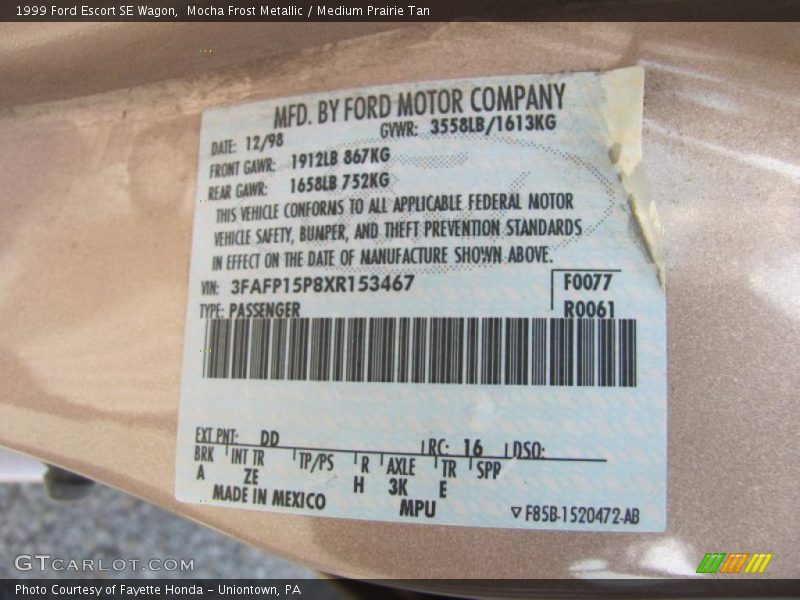 1999 Ford Escort SE Wagon,  Mocha Frost Metallic / Medium Prairie Tan
MFD. BY FORD MOTOR COMPANY
DATE: 12/98 GVWR: 3558LB/1613KG
FRONT GAWR: 1912LB 867KG
REAR GAWR: 1658LB 752KG
THIS VEHICLE CONFORMS TO ALL APPLICABLE FEDERAL MOTOR
VEHICLE SAFETY, BUMPER, AND THEFT PREVENTION STANDARDS
IN EFFECT ON THE DATE OF MANUFACTURE SHOWN ABOVE.
VIN: 3FAFP15P8XR153467 F0077
TYPE: PASSENGER R0061
EXT PNT: DD RC: 16 DSO:
BRK INT TR TP/PS R AXLE TR SPP
A ZE H 3K E
MADE IN MEXICO MPU ▽ F85B-1520472-AB
GTCARLOT.COM
Photo Courtesy of Fayette Honda - Uniontown, PA